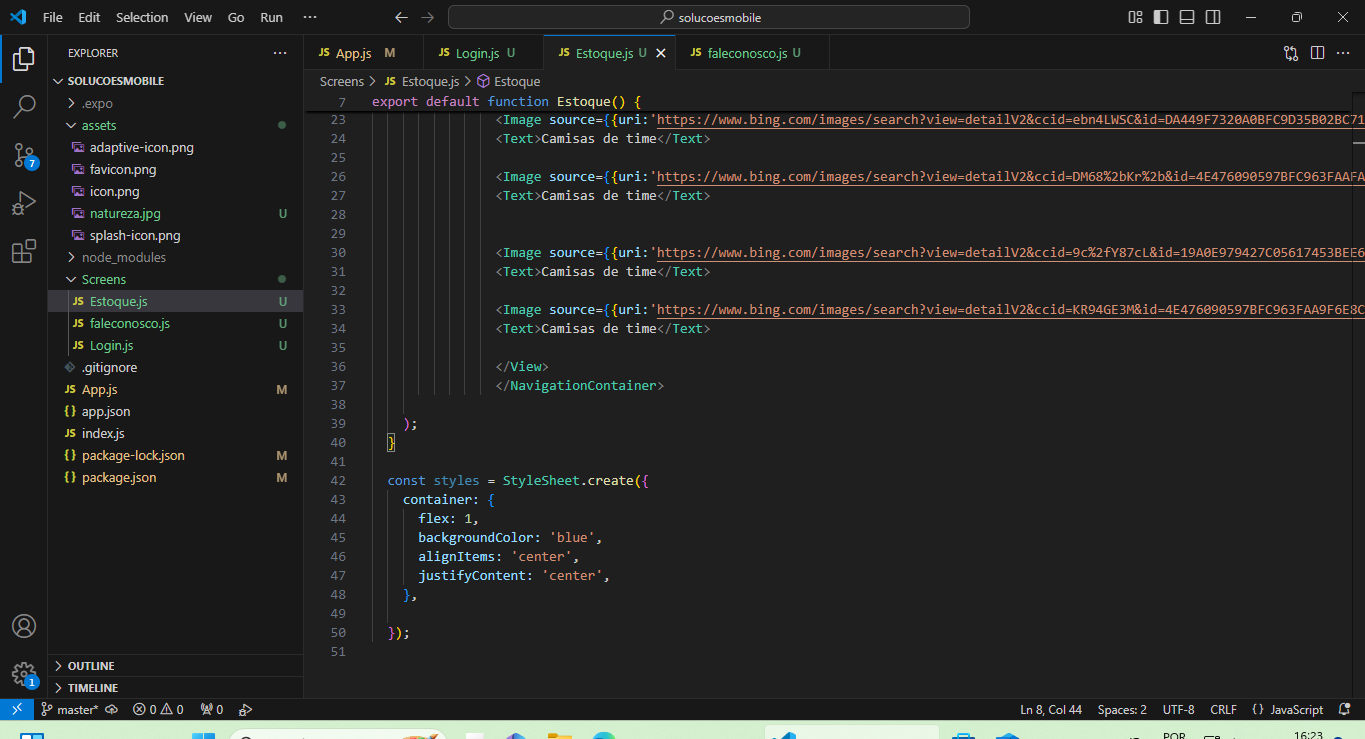 File Edit Selection View Go Run ··· solucoesmobile
EXPLORER ···
SOLUCOESMOBILE
.expo
assets
adaptive-icon.png
favicon.png
icon.png
natureza.jpg U
splash-icon.png
node_modules
Screens
JS Estoque.js U
JS faleconosco.js U
JS Login.js U
.gitignore
JS App.js M
{} app.json
JS index.js
{} package-lock.json M
{} package.json M
OUTLINE
TIMELINE
7
1
JS App.js M JS Login.js U JS Estoque.js U JS faleconosco.js U
Screens > JS Estoque.js > Estoque
7 export default function Estoque() {
23 <Image source={{uri:'https://www.bing.com/images/search?view=detailV2&ccid=ebn4LWSC&id=DA449F7320A0BFC9D35B02BC71
24 <Text>Camisas de time</Text>
25
26 <Image source={{uri:'https://www.bing.com/images/search?view=detailV2&ccid=DM68%2bKr%2b&id=4E476090597BFC963FAAFA
27 <Text>Camisas de time</Text>
28
29
30 <Image source={{uri:'https://www.bing.com/images/search?view=detailV2&ccid=9c%2fY87cL&id=19A0E979427C05617453BEE6
31 <Text>Camisas de time</Text>
32
33 <Image source={{uri:'https://www.bing.com/images/search?view=detailV2&ccid=KR94GE3M&id=4E476090597BFC963FAA9F6E8C
34 <Text>Camisas de time</Text>
35
36 </View>
37 </NavigationContainer>
38
39 );
40 }
41
42 const styles = StyleSheet.create({
43 container: {
44 flex: 1,
45 backgroundColor: 'blue',
46 alignItems: 'center',
47 justifyContent: 'center',
48 },
49
50 });
51
master* 0 0 0 Ln 8, Col 44 Spaces: 2 UTF-8 CRLF {} JavaScript
POR 16:23